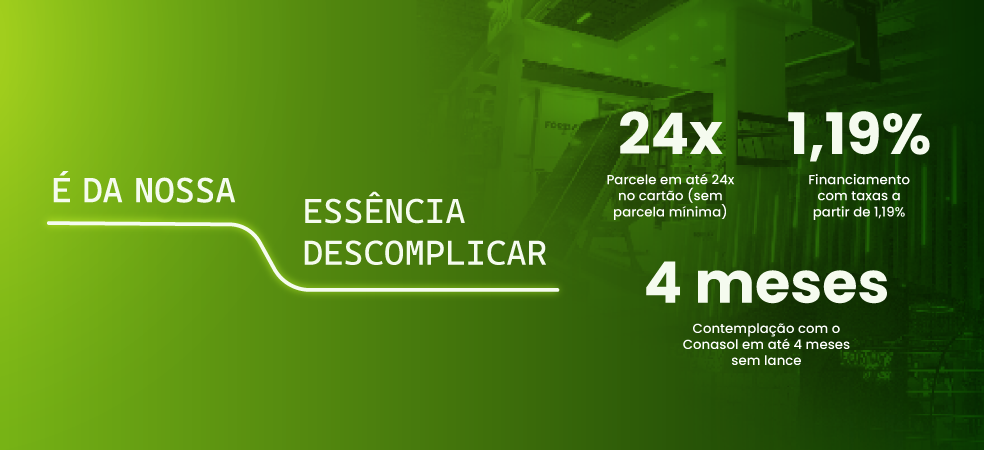 É DA NOSSA
ESSÊNCIA
DESCOMPLICAR
24x
Parcele em até 24x
no cartão (sem
parcela mínima)
1,19%
Financiamento
com taxas a
partir de 1,19%
4 meses
Contemplação com o
Conasol em até 4 meses
sem lance